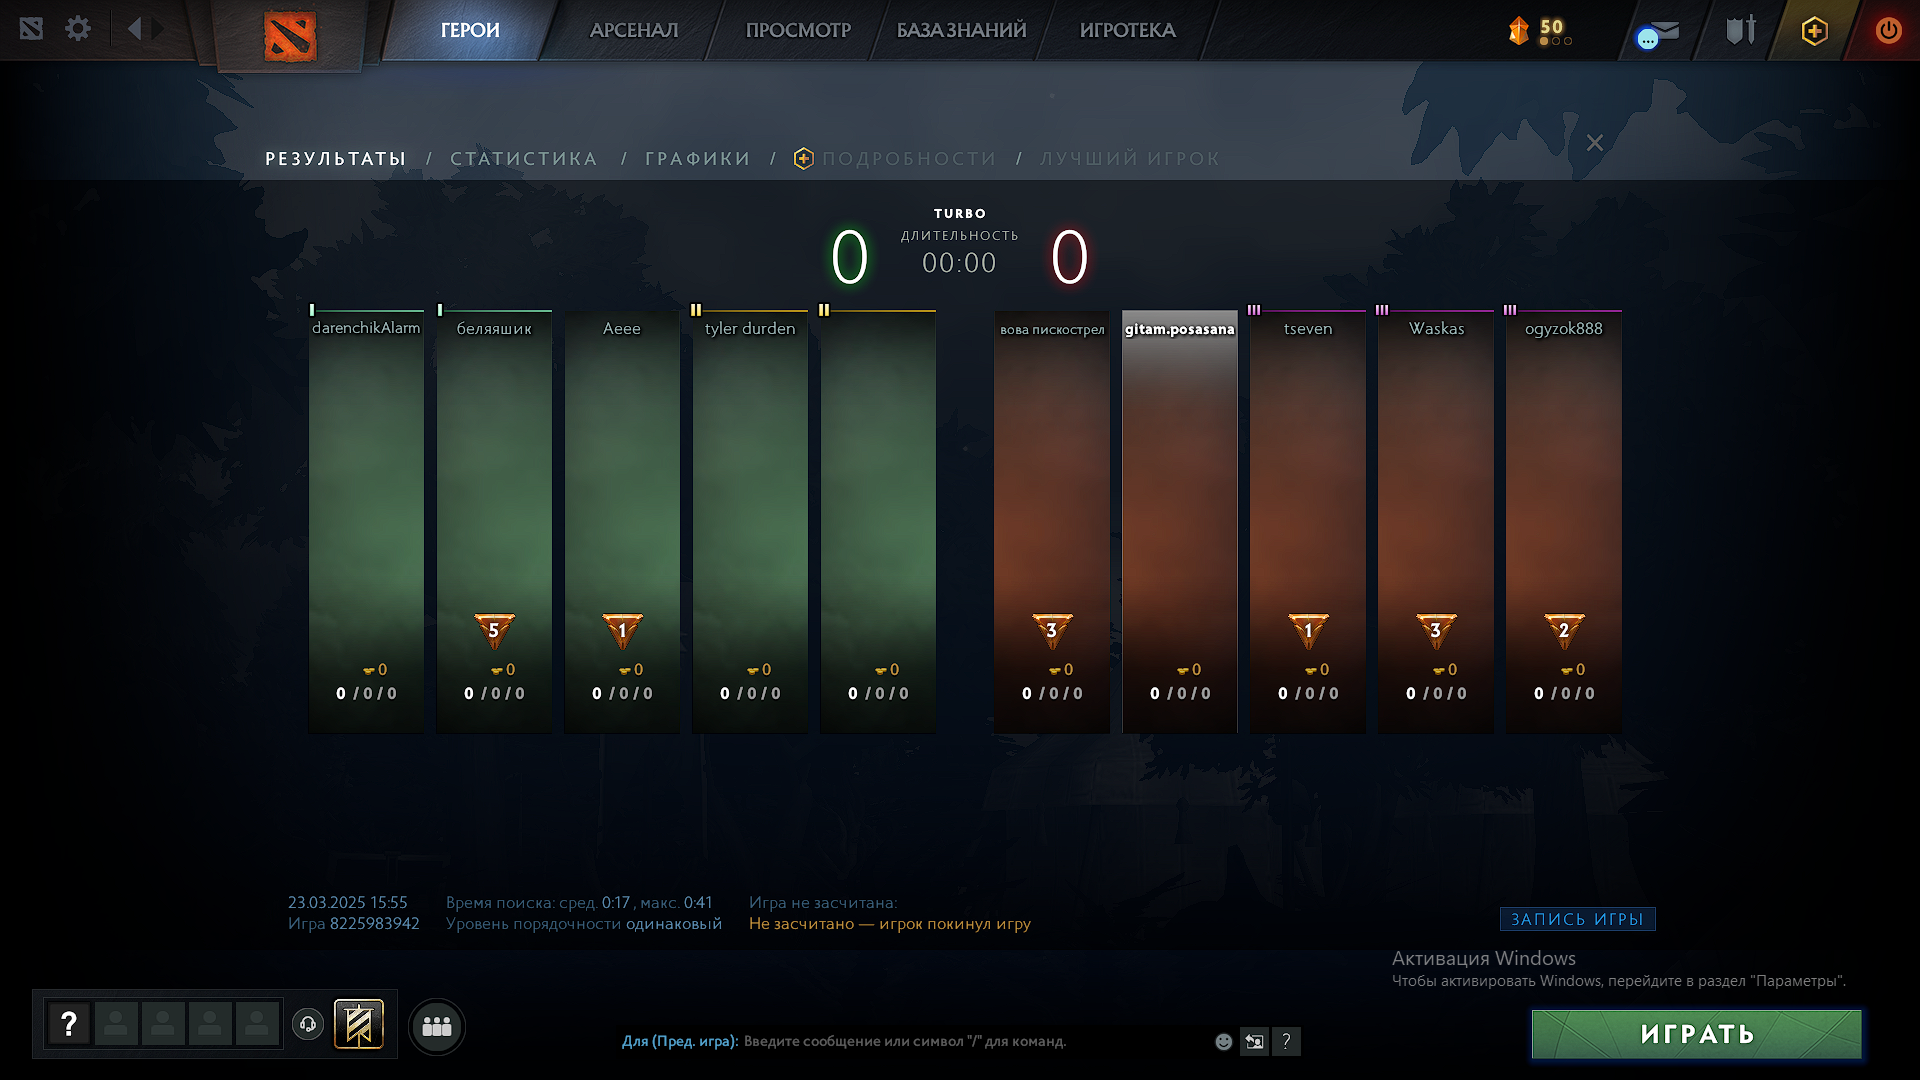 ГЕРОИ
АРСЕНАЛ
ПРОСМОТР
БАЗА ЗНАНИЙ
ИГРОТЕКА
50
РЕЗУЛЬТАТЫ / СТАТИСТИКА / ГРАФИКИ / ПОДРОБНОСТИ / ЛУЧШИЙ ИГРОК
TURBO
0 ДЛИТЕЛЬНОСТЬ 0
00:00
I I II II III III III
darenchikAlarm беляяшик Aeee tyler durden вова пискострел gitam.posasana tseven Waskas ogyzok888
5 1 3 1 3 2
0 0 0 0 0 0 0 0 0 0
0 / 0 / 0 0 / 0 / 0 0 / 0 / 0 0 / 0 / 0 0 / 0 / 0 0 / 0 / 0 0 / 0 / 0 0 / 0 / 0 0 / 0 / 0 0 / 0 / 0
23.03.2025 15:55 Время поиска: сред. 0:17, макс. 0:41 Игра не засчитана:
Игра 8225983942 Уровень порядочности одинаковый Не засчитано — игрок покинул игру
ЗАПИСЬ ИГРЫ
Активация Windows
Чтобы активировать Windows, перейдите в раздел "Параметры".
?
Для (Пред. игра): Введите сообщение или символ "/" для команд.
?
ИГРАТЬ